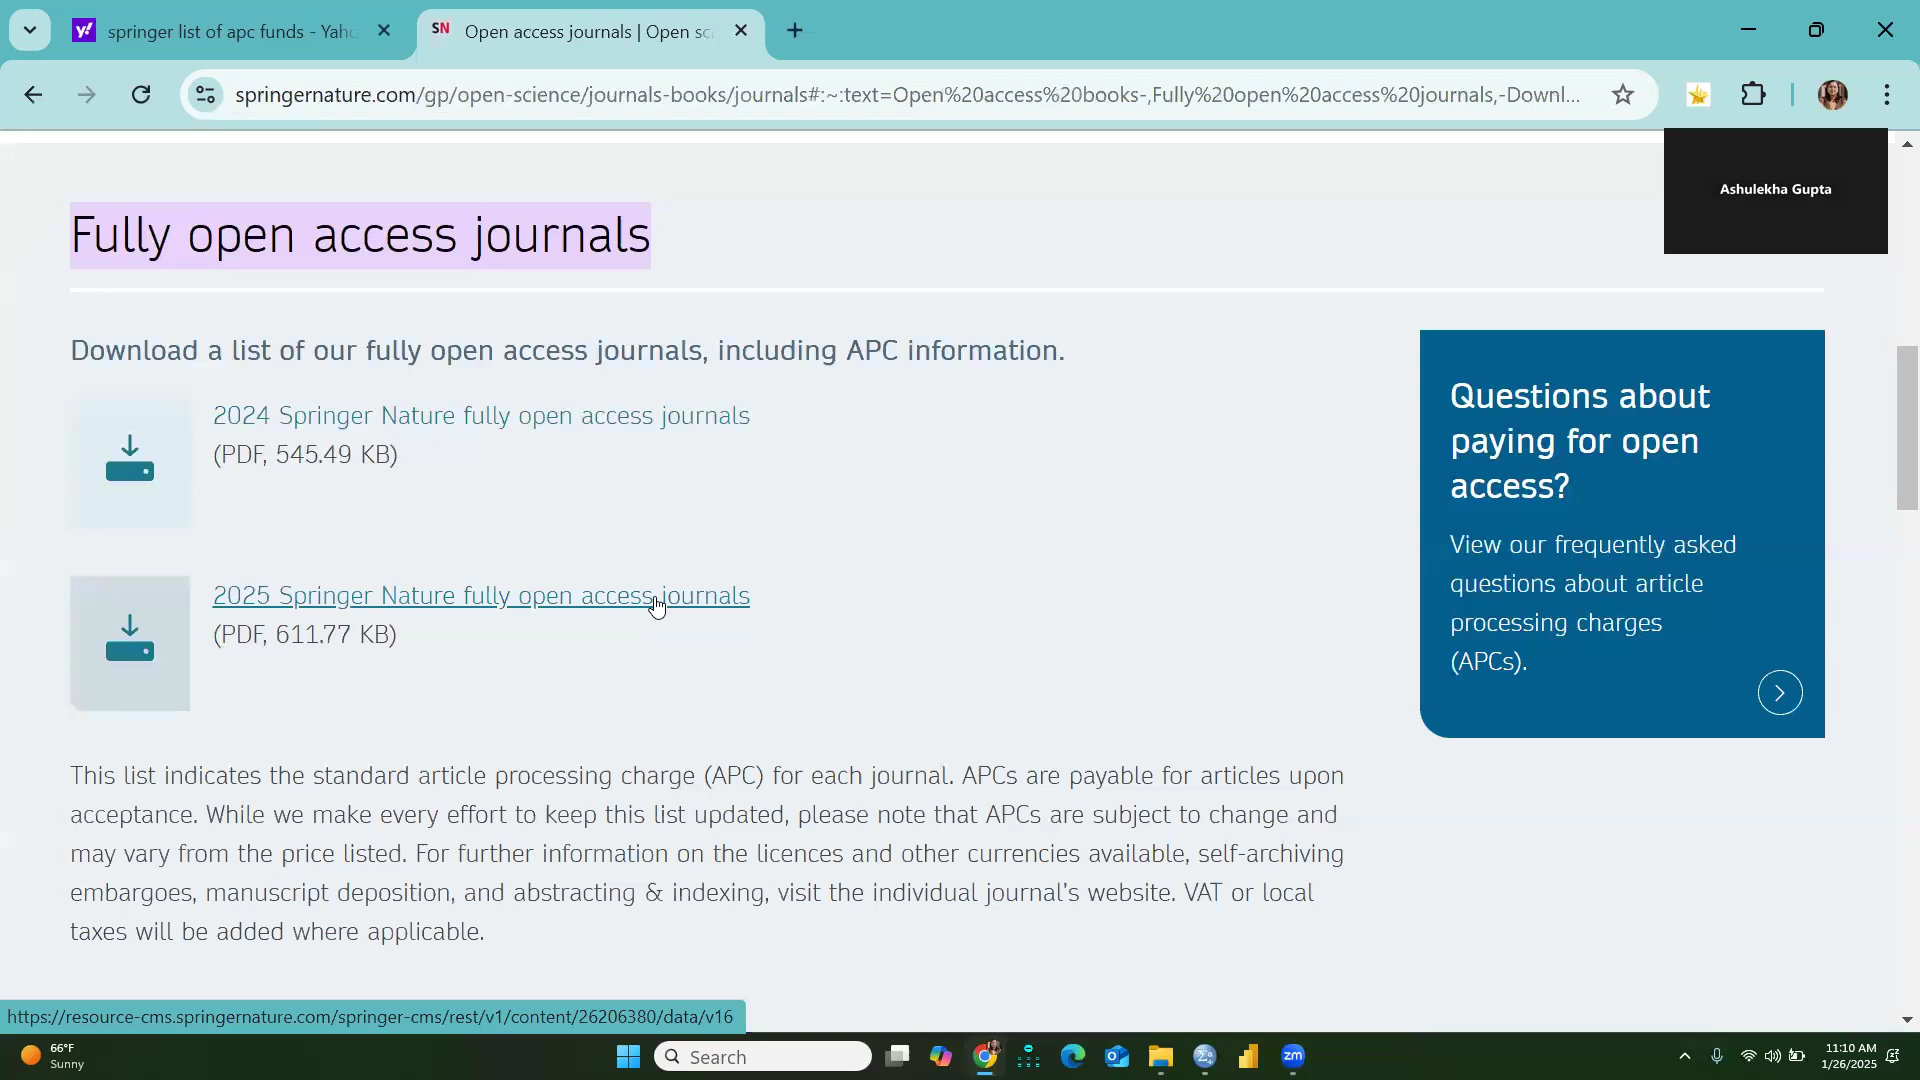 springer list of apc funds - Yaho
SN
Open access journals | Open sc
springernature.com/gp/open-science/journals-books/journals#:~:text=Open%20access%20books-,Fully%20open%20access%20journals,-Downl...
Ashulekha Gupta
Fully open access journals
Download a list of our fully open access journals, including APC information.
2024 Springer Nature fully open access journals
(PDF, 545.49 KB)
2025 Springer Nature fully open access journals
(PDF, 611.77 KB)
Questions about
paying for open
access?
View our frequently asked
questions about article
processing charges
(APCs).
This list indicates the standard article processing charge (APC) for each journal. APCs are payable for articles upon
acceptance. While we make every effort to keep this list updated, please note that APCs are subject to change and
may vary from the price listed. For further information on the licences and other currencies available, self-archiving
embargoes, manuscript deposition, and abstracting & indexing, visit the individual journal's website. VAT or local
taxes will be added where applicable.
https://resource-cms.springernature.com/springer-cms/rest/v1/content/26206380/data/v16
66°F
Sunny
Search
zm
11:10 AM
1/26/2025